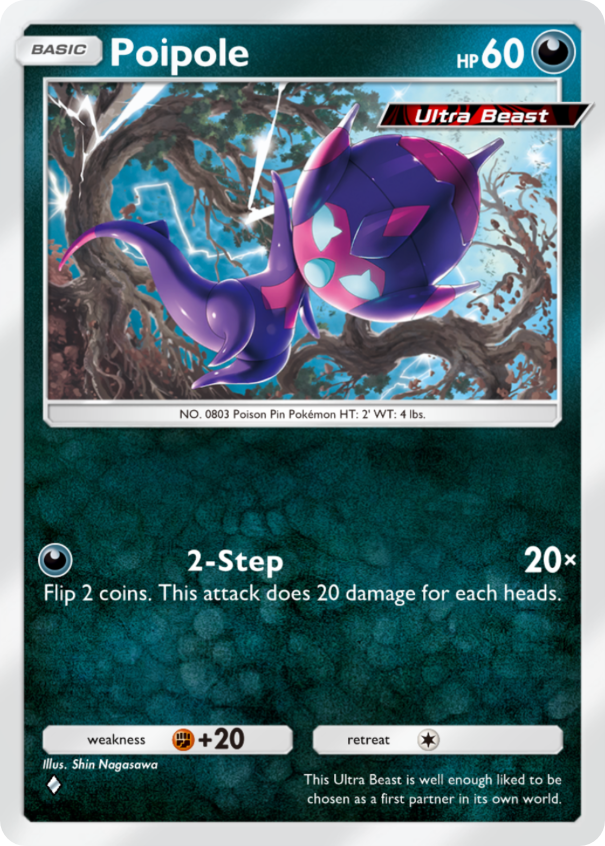 BASIC Poipole HP 60
Ultra Beast
NO. 0803 Poison Pin Pokémon HT: 2' WT: 4 lbs.
2-Step 20×
Flip 2 coins. This attack does 20 damage for each heads.
weakness +20 retreat
Illus. Shin Nagasawa
This Ultra Beast is well enough liked to be
chosen as a first partner in its own world.